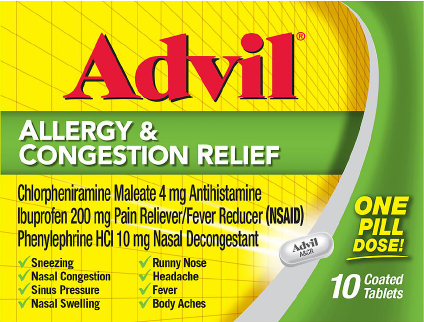 Advil®
ALLERGY &
CONGESTION RELIEF
Chlorpheniramine Maleate 4 mg Antihistamine
Ibuprofen 200 mg Pain Reliever/Fever Reducer (NSAID)
Phenylephrine HCl 10 mg Nasal Decongestant
✓ Sneezing
✓ Nasal Congestion
✓ Sinus Pressure
✓ Nasal Swelling
✓ Runny Nose
✓ Headache
✓ Fever
✓ Body Aches
Advil
A&CR
ONE
PILL
DOSE!
10 Coated
Tablets